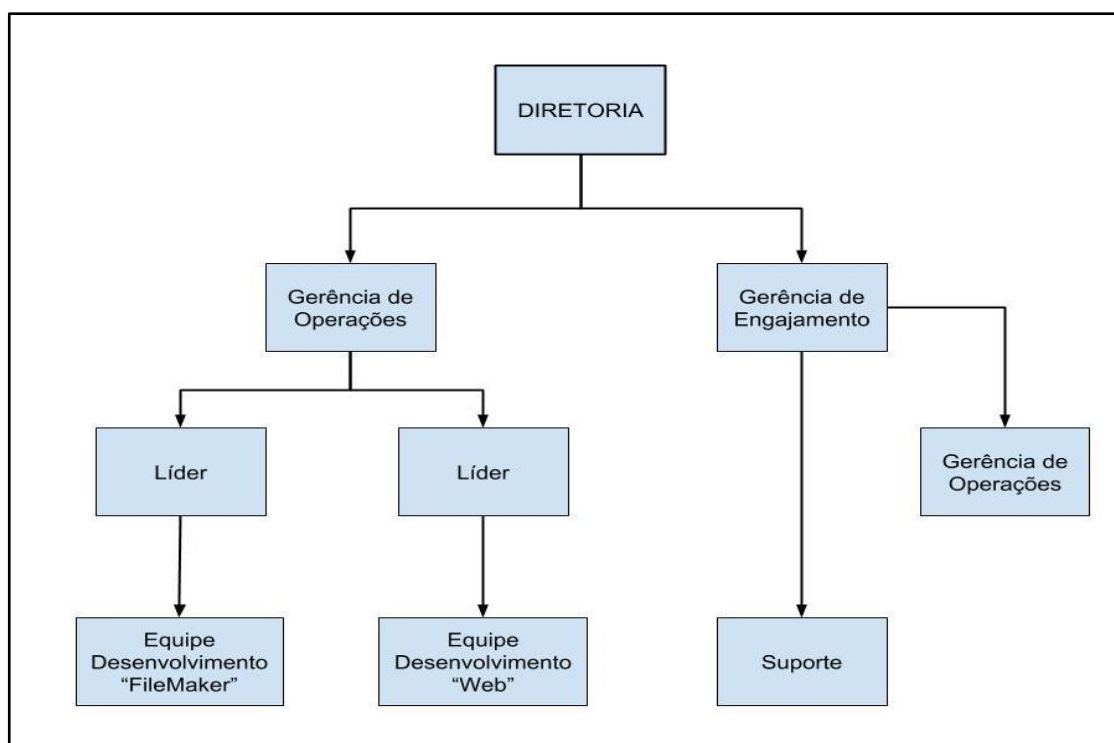 DIRETORIA
Gerência de
Operações
Gerência de
Engajamento
Líder
Líder
Gerência de
Operações
Equipe
Desenvolvimento
“FileMaker”
Equipe
Desenvolvimento
“Web”
Suporte